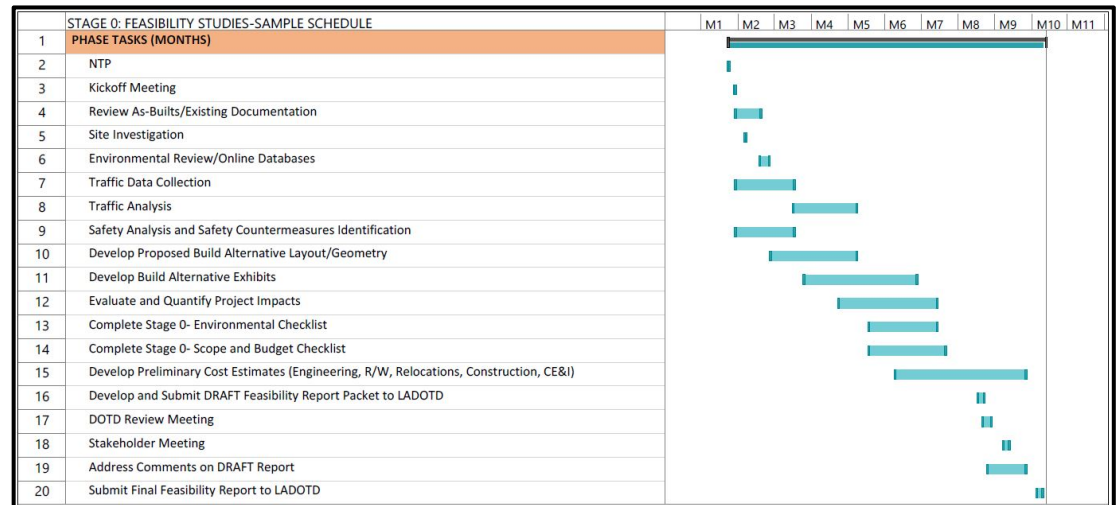 STAGE 0: FEASIBILITY STUDIES-SAMPLE SCHEDULE M1 M2 M3 M4 M5 M6 M7 M8 M9 M10 M11
1 PHASE TASKS (MONTHS)
2 NTP
3 Kickoff Meeting
4 Review As-Builts/Existing Documentation
5 Site Investigation
6 Environmental Review/Online Databases
7 Traffic Data Collection
8 Traffic Analysis
9 Safety Analysis and Safety Countermeasures Identification
10 Develop Proposed Build Alternative Layout/Geometry
11 Develop Build Alternative Exhibits
12 Evaluate and Quantify Project Impacts
13 Complete Stage 0- Environmental Checklist
14 Complete Stage 0- Scope and Budget Checklist
15 Develop Preliminary Cost Estimates (Engineering, R/W, Relocations, Construction, CE&I)
16 Develop and Submit DRAFT Feasibility Report Packet to LADOTD
17 DOTD Review Meeting
18 Stakeholder Meeting
19 Address Comments on DRAFT Report
20 Submit Final Feasibility Report to LADOTD